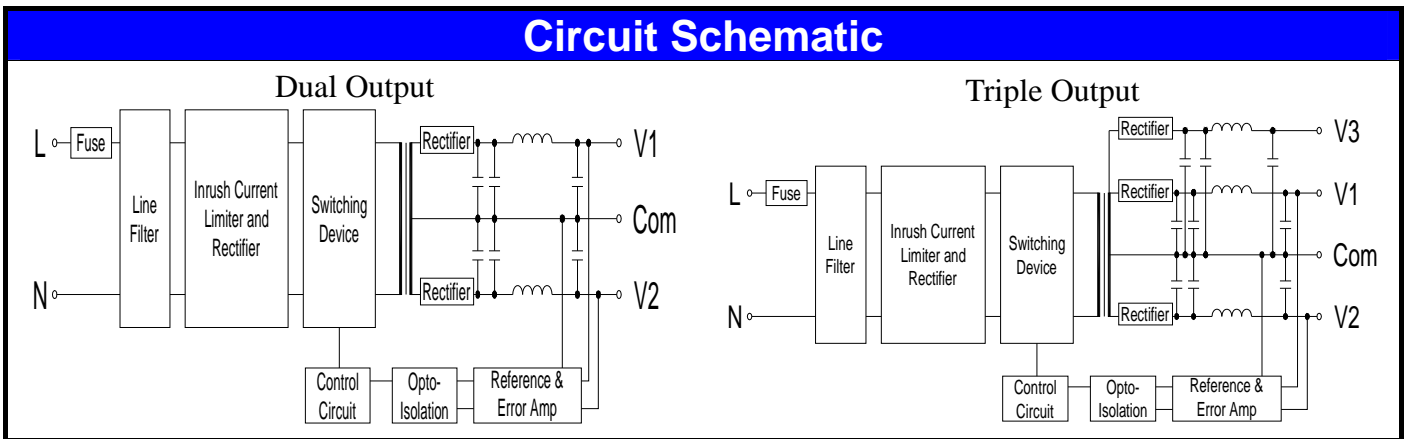 Circuit Schematic
Dual Output
L
Fuse
Line
Filter
Inrush Current
Limiter and
Rectifier
Switching
Device
Rectifier
V1
Com
Rectifier
V2
N
Control
Circuit
Opto-
Isolation
Reference &
Error Amp
Triple Output
L
Fuse
Line
Filter
Inrush Current
Limiter and
Rectifier
Switching
Device
Rectifier
V3
Rectifier
V1
Com
Rectifier
V2
N
Control
Circuit
Opto-
Isolation
Reference &
Error Amp